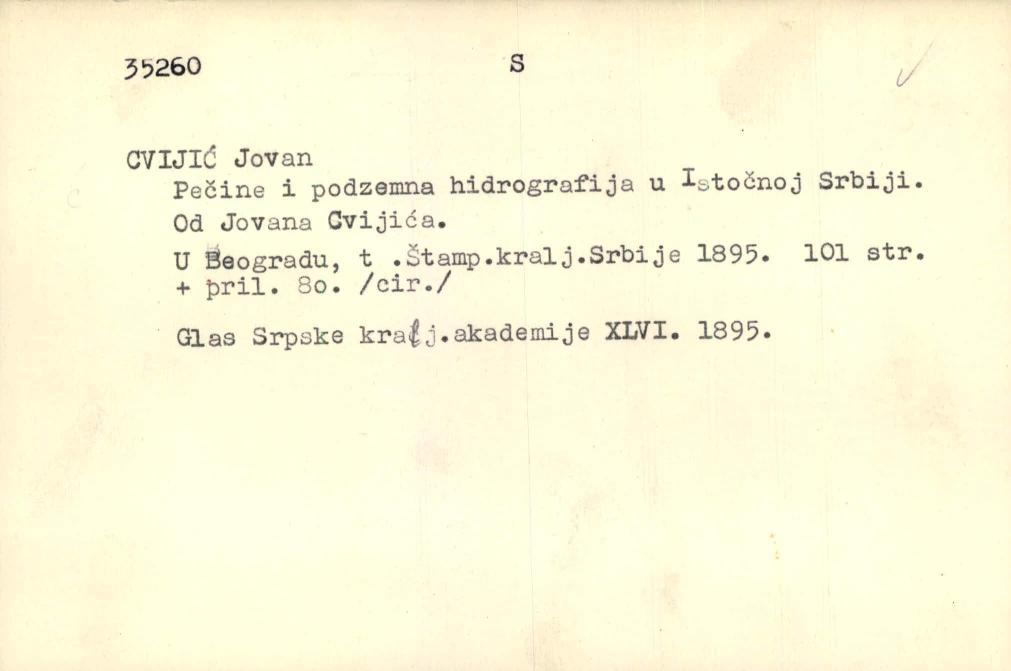 35260 S
CVIJIĆ Jovan
Pečine i podzemna hidrografija u Istočnoj Srbiji.
Od Jovana Cvijića.
U Beogradu, t .Štamp.kralj.Srbije 1895. 101 str.
+ pril. 8o. /cir./
Glas Srpske kralj.akademije XLVI. 1895.